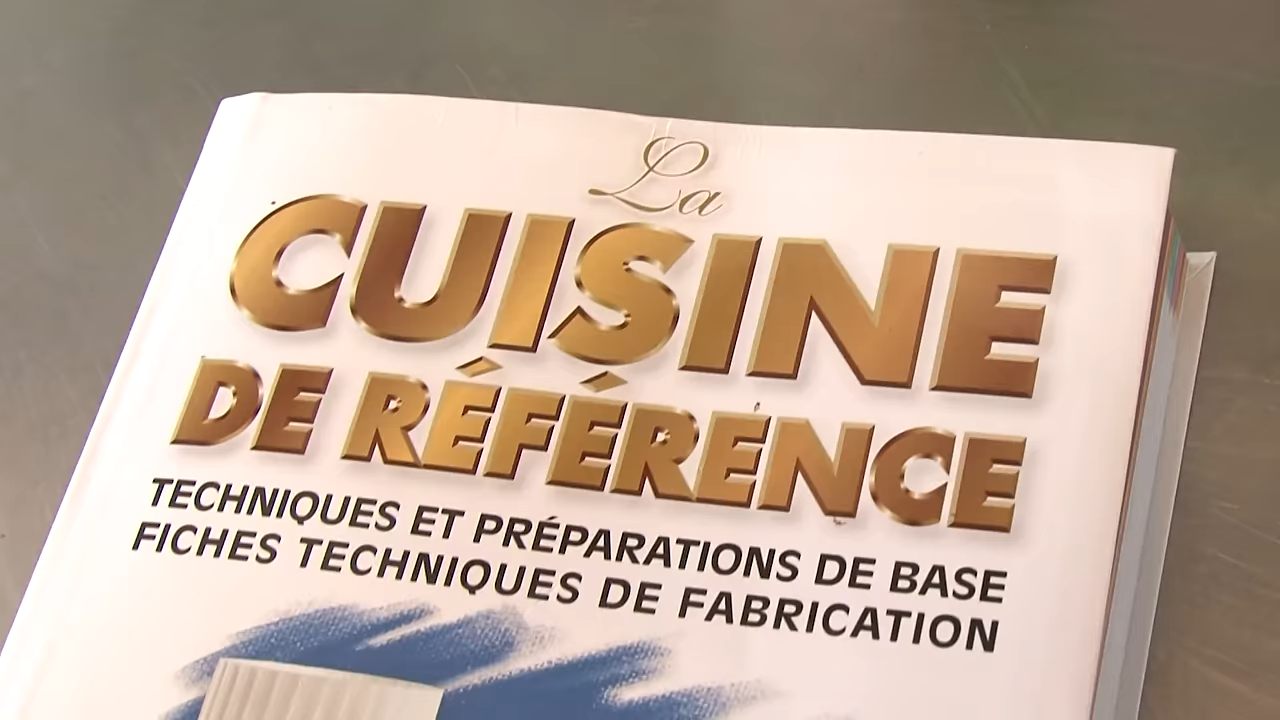 La
CUISINE
DE RÉFÉRENCE
TECHNIQUES ET PRÉPARATIONS DE BASE
FICHES TECHNIQUES DE FABRICATION